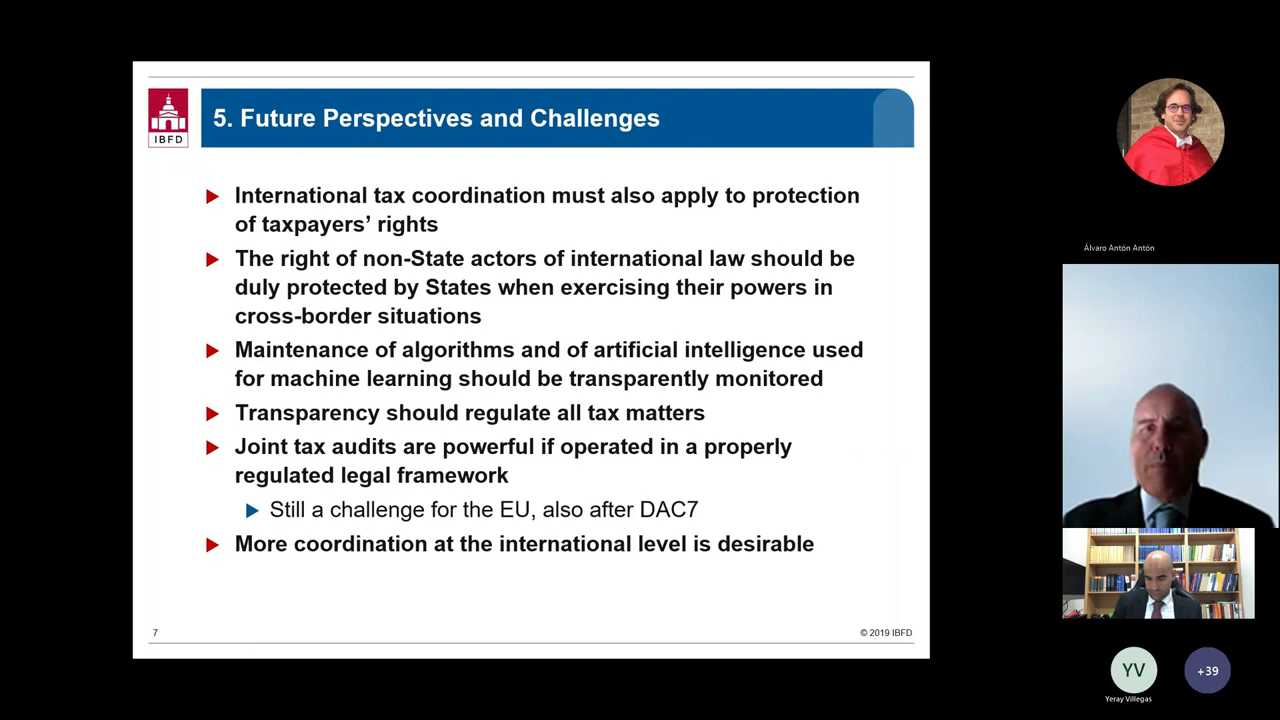 IBFD
5. Future Perspectives and Challenges
International tax coordination must also apply to protection
of taxpayers’ rights
The right of non-State actors of international law should be
duly protected by States when exercising their powers in
cross-border situations
Maintenance of algorithms and of artificial intelligence used
for machine learning should be transparently monitored
Transparency should regulate all tax matters
Joint tax audits are powerful if operated in a properly
regulated legal framework
Still a challenge for the EU, also after DAC7
More coordination at the international level is desirable
7
© 2019 IBFD
Álvaro Antón Antón
YV
Yeray Villegas
+39